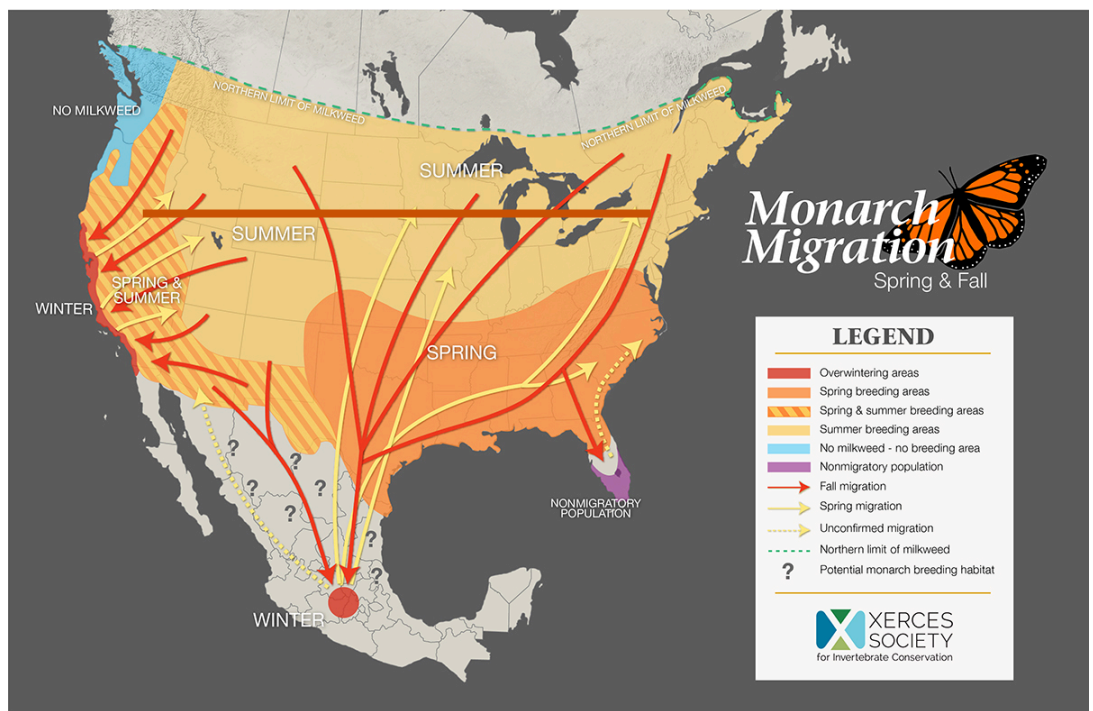 NO MILKWEED
NORTHERN LIMIT OF MILKWEED
NORTHERN LIMIT OF MILKWEED
SUMMER
SUMMER
SPRING &
SUMMER
WINTER
SPRING
?
?
?
?
?
?
?
NONMIGRATORY
POPULATION
WINTER
Monarch
Migration
Spring & Fall
LEGEND
Overwintering areas
Spring breeding areas
Spring & summer breeding areas
Summer breeding areas
No milkweed - no breeding area
Nonmigratory population
Fall migration
Spring migration
Unconfirmed migration
Northern limit of milkweed
? Potential monarch breeding habitat
XERCES
SOCIETY
for Invertebrate Conservation